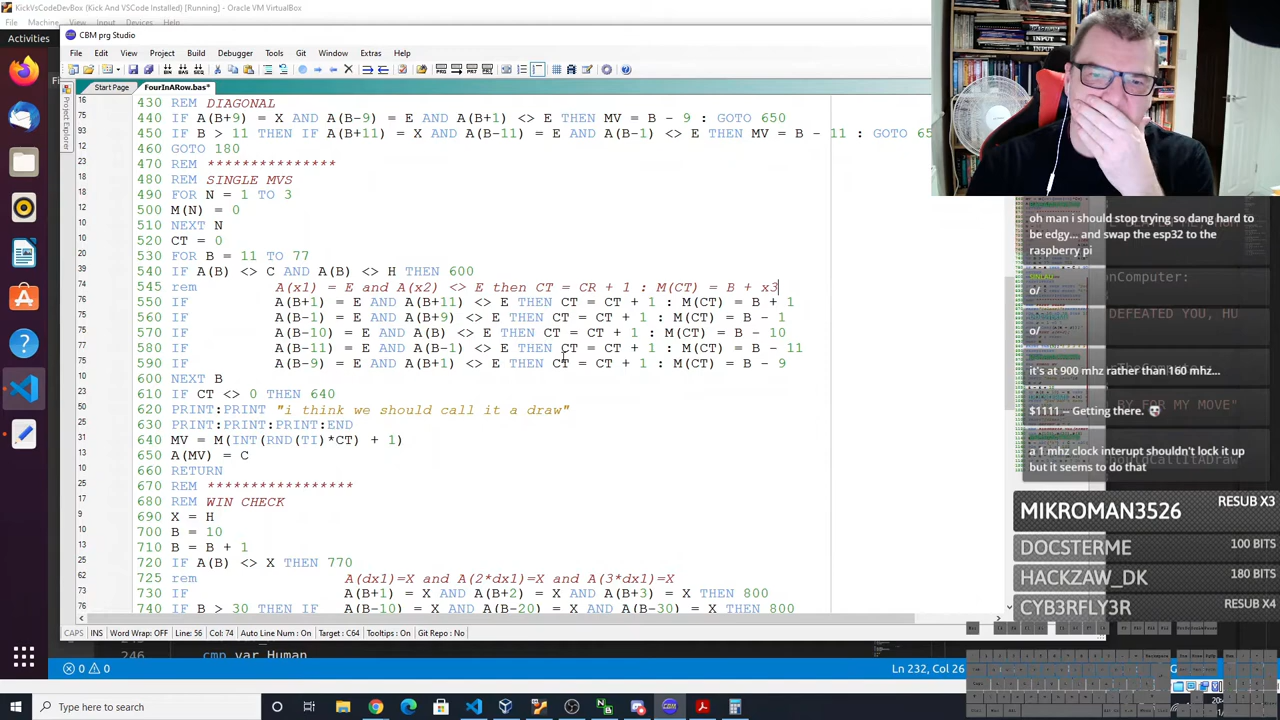 KickVsCodeDevBox (Kick And VSCode Installed) [Running] - Oracle VM VirtualBox
File Machine View Input Devices Help
Activities
CBM prg Studio
File Edit View Project Build Debugger Tools Git Window Extras Help
Start Page FourInARow.bas*
Project Explorer
430 REM DIAGONAL
440 IF A(B+9) = X AND A(B-9) = E AND A(B+1) <> E THEN MV = B - 9 : GOTO 650
450 IF B > 11 THEN IF A(B+11) = X AND A(B-11) = E AND A(B-1) <> E THEN MV = B - 11 : GOTO 65
460 GOTO 180
470 REM ***************
480 REM SINGLE MVS
490 FOR N = 1 TO 3
500 M(N) = 0
510 NEXT N
520 CT = 0
530 FOR B = 11 TO 77
540 IF A(B) <> C AND A(B) <> H THEN 600
545 rem A(x1) = E and A(x2) <> E then CT = CR + 1 : M(CT) = B + x3
550 IF A(B+1) = E AND A(B+11) <> E THEN CT = CT + 1 : M(CT) = B + 1
560 IF A(B-1) = E AND A(B+9) <> E THEN CT = CT + 1 : M(CT) = B - 1
570 IF A(B-10) = E AND A(B) <> E THEN CT = CT + 1 : M(CT) = B - 10
580 IF A(B-11) = E AND A(B-1) <> E THEN CT = CT + 1 : M(CT) = B - 11
590 IF A(B-9) = E AND A(B+1) <> E THEN CT = CT + 1 : M(CT) = B - 9
600 NEXT B
610 IF CT <> 0 THEN 640
620 PRINT:PRINT "i think we should call it a draw"
630 PRINT:PRINT:PRINT:END
640 MV = M(INT(RND(TI)*CT) + 1)
650 A(MV) = C
660 RETURN
670 REM *****************
680 REM WIN CHECK
690 X = H
700 B = 10
710 B = B + 1
720 IF A(B) <> X THEN 770
725 rem A(dx1)=X and A(2*dx1)=X and A(3*dx1)=X
730 IF A(B+1) = X AND A(B+2) = X AND A(B+3) = X THEN 800
740 IF B > 30 THEN IF A(B-10) = X AND A(B-20) = X AND A(B-30) = X THEN 800
CAPS INS Word Wrap: OFF Line: 56 Col: 74 Auto Line Num : On Target : C64 Tooltips : On Git Repo : No
246 cmp var Human
0 0 Ln 232, Col 26
Type here to search
oh man i should stop trying so dang hard to
be edgy... and swap the esp32 to the
raspberry pi
o/
o/
it's at 900 mhz rather than 160 mhz...
$1111 -- Getting there.
a 1 mhz clock interupt shouldn't lock it up
but it seems to do that
MIKROMAN3526 RESUB X3
DOCSTERME 100 BITS
HACKZAW_DK 180 BITS
CYB3RFLY3R RESUB X4